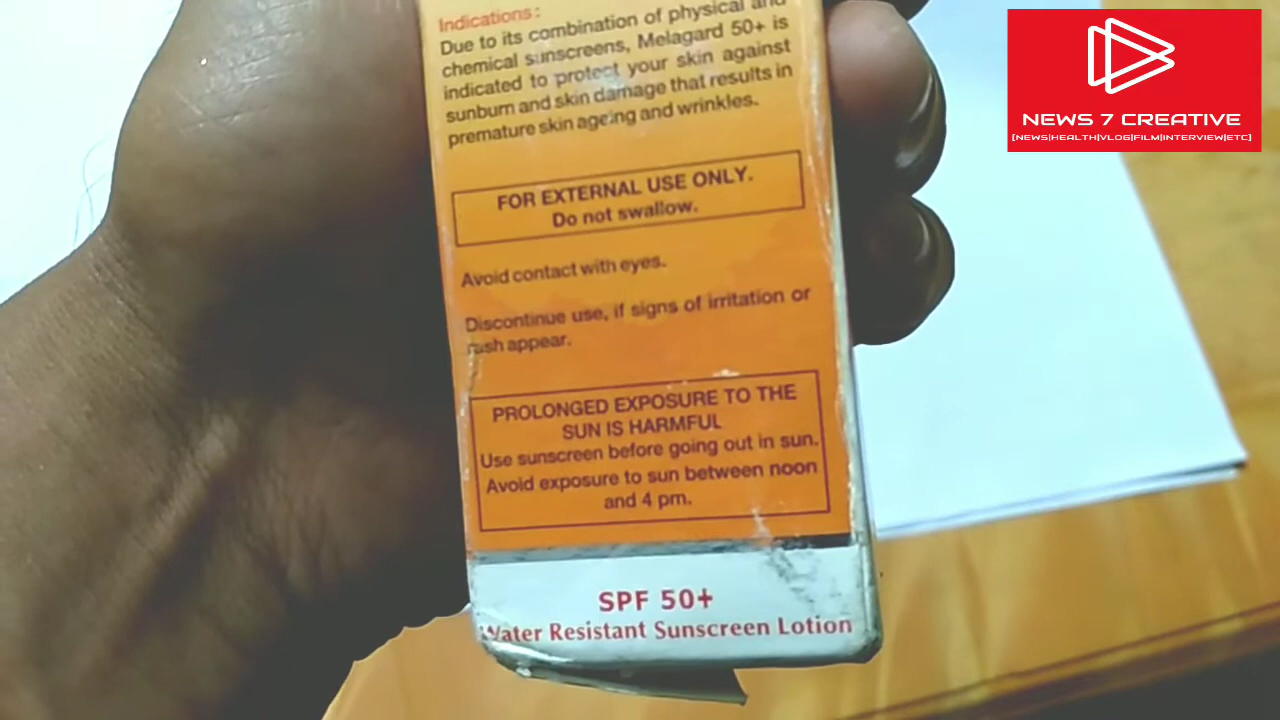 Indications:
Due to its combination of physical and
chemical sunscreens, Melagard 50+ is
indicated to protect your skin against
sunburn and skin damage that results in
premature skin ageing and wrinkles.
FOR EXTERNAL USE ONLY.
Do not swallow.
Avoid contact with eyes.
Discontinue use, if signs of irritation or
rash appear.
PROLONGED EXPOSURE TO THE
SUN IS HARMFUL
Use sunscreen before going out in sun.
Avoid exposure to sun between noon
and 4 pm.
SPF 50+
Water Resistant Sunscreen Lotion
NEWS 7 CREATIVE
[NEWS|HEALTH|VLOG|FILM|INTERVIEW|ETC]